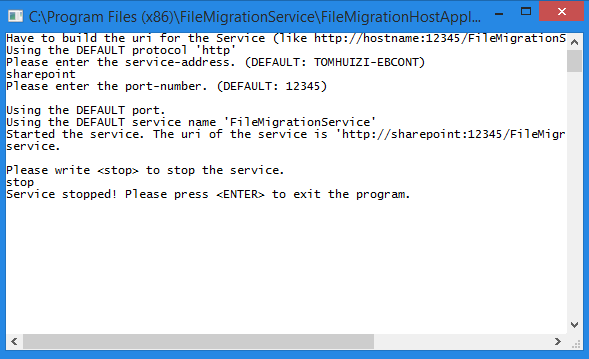 C:\Program Files (x86)\FileMigrationService\FileMigrationHostAppl...
Have to build the uri for the Service (like http://hostname:12345/FileMigrationS
Using the DEFAULT protocol 'http'
Please enter the service-address. (DEFAULT: TOMHUIZI-EBCONT)
sharepoint
Please enter the port-number. (DEFAULT: 12345)
Using the DEFAULT port.
Using the DEFAULT service name 'FileMigrationService'
Started the service. The uri of the service is 'http://sharepoint:12345/FileMigr
service.
Please write <stop> to stop the service.
stop
Service stopped! Please press <ENTER> to exit the program.